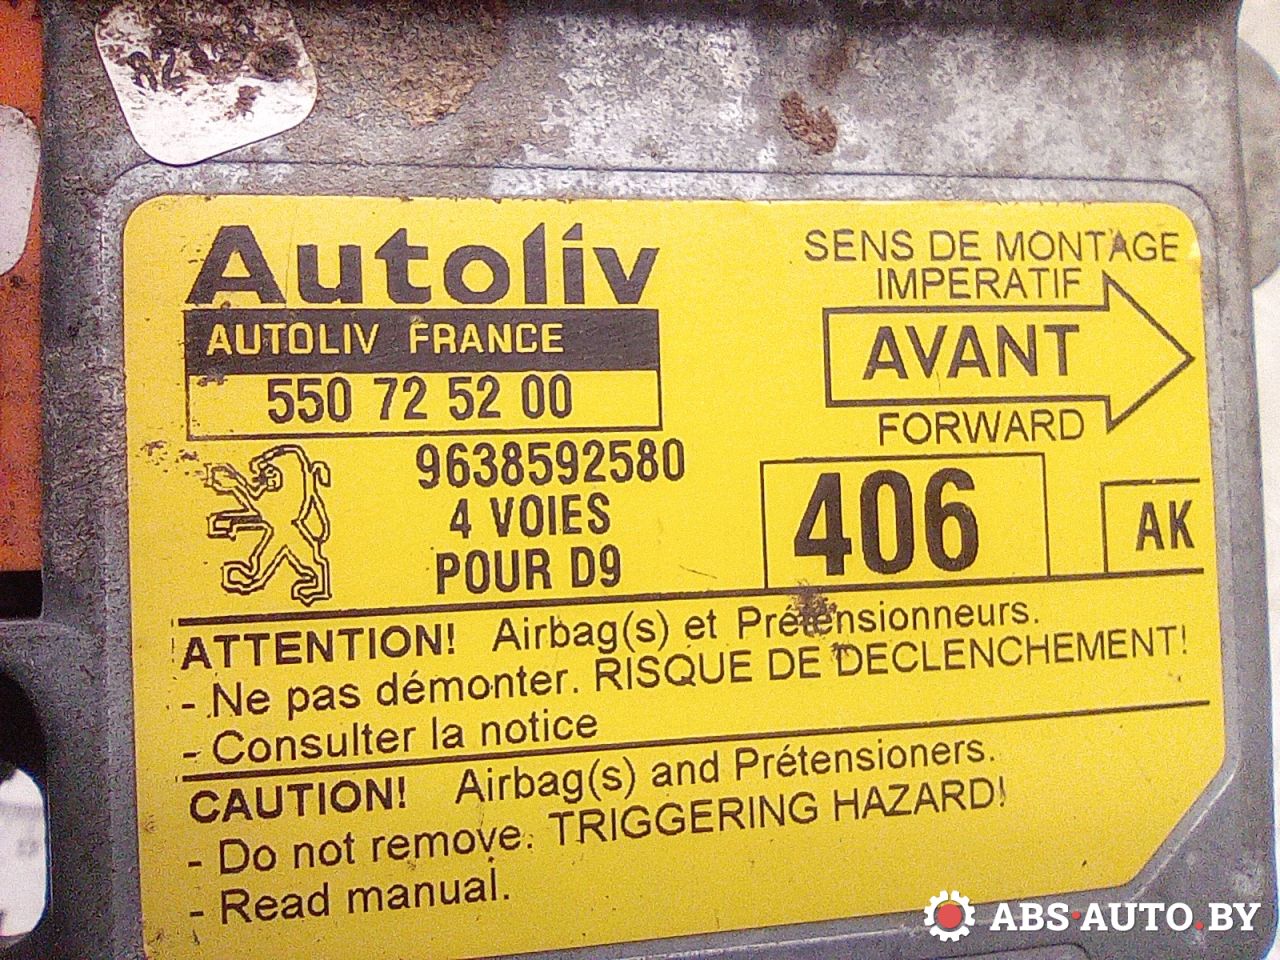 Autoliv
AUTOLIV FRANCE
550 72 52 00
9638592580
4 VOIES
POUR D9
SENS DE MONTAGE
IMPERATIF
AVANT
FORWARD
406
AK
ATTENTION! Airbag(s) et Prétensionneurs.
- Ne pas démonter. RISQUE DE DECLENCHEMENT!
- Consulter la notice
CAUTION! Airbag(s) and Prétensioners.
- Do not remove. TRIGGERING HAZARD!
- Read manual.
ABS·AUTO.BY